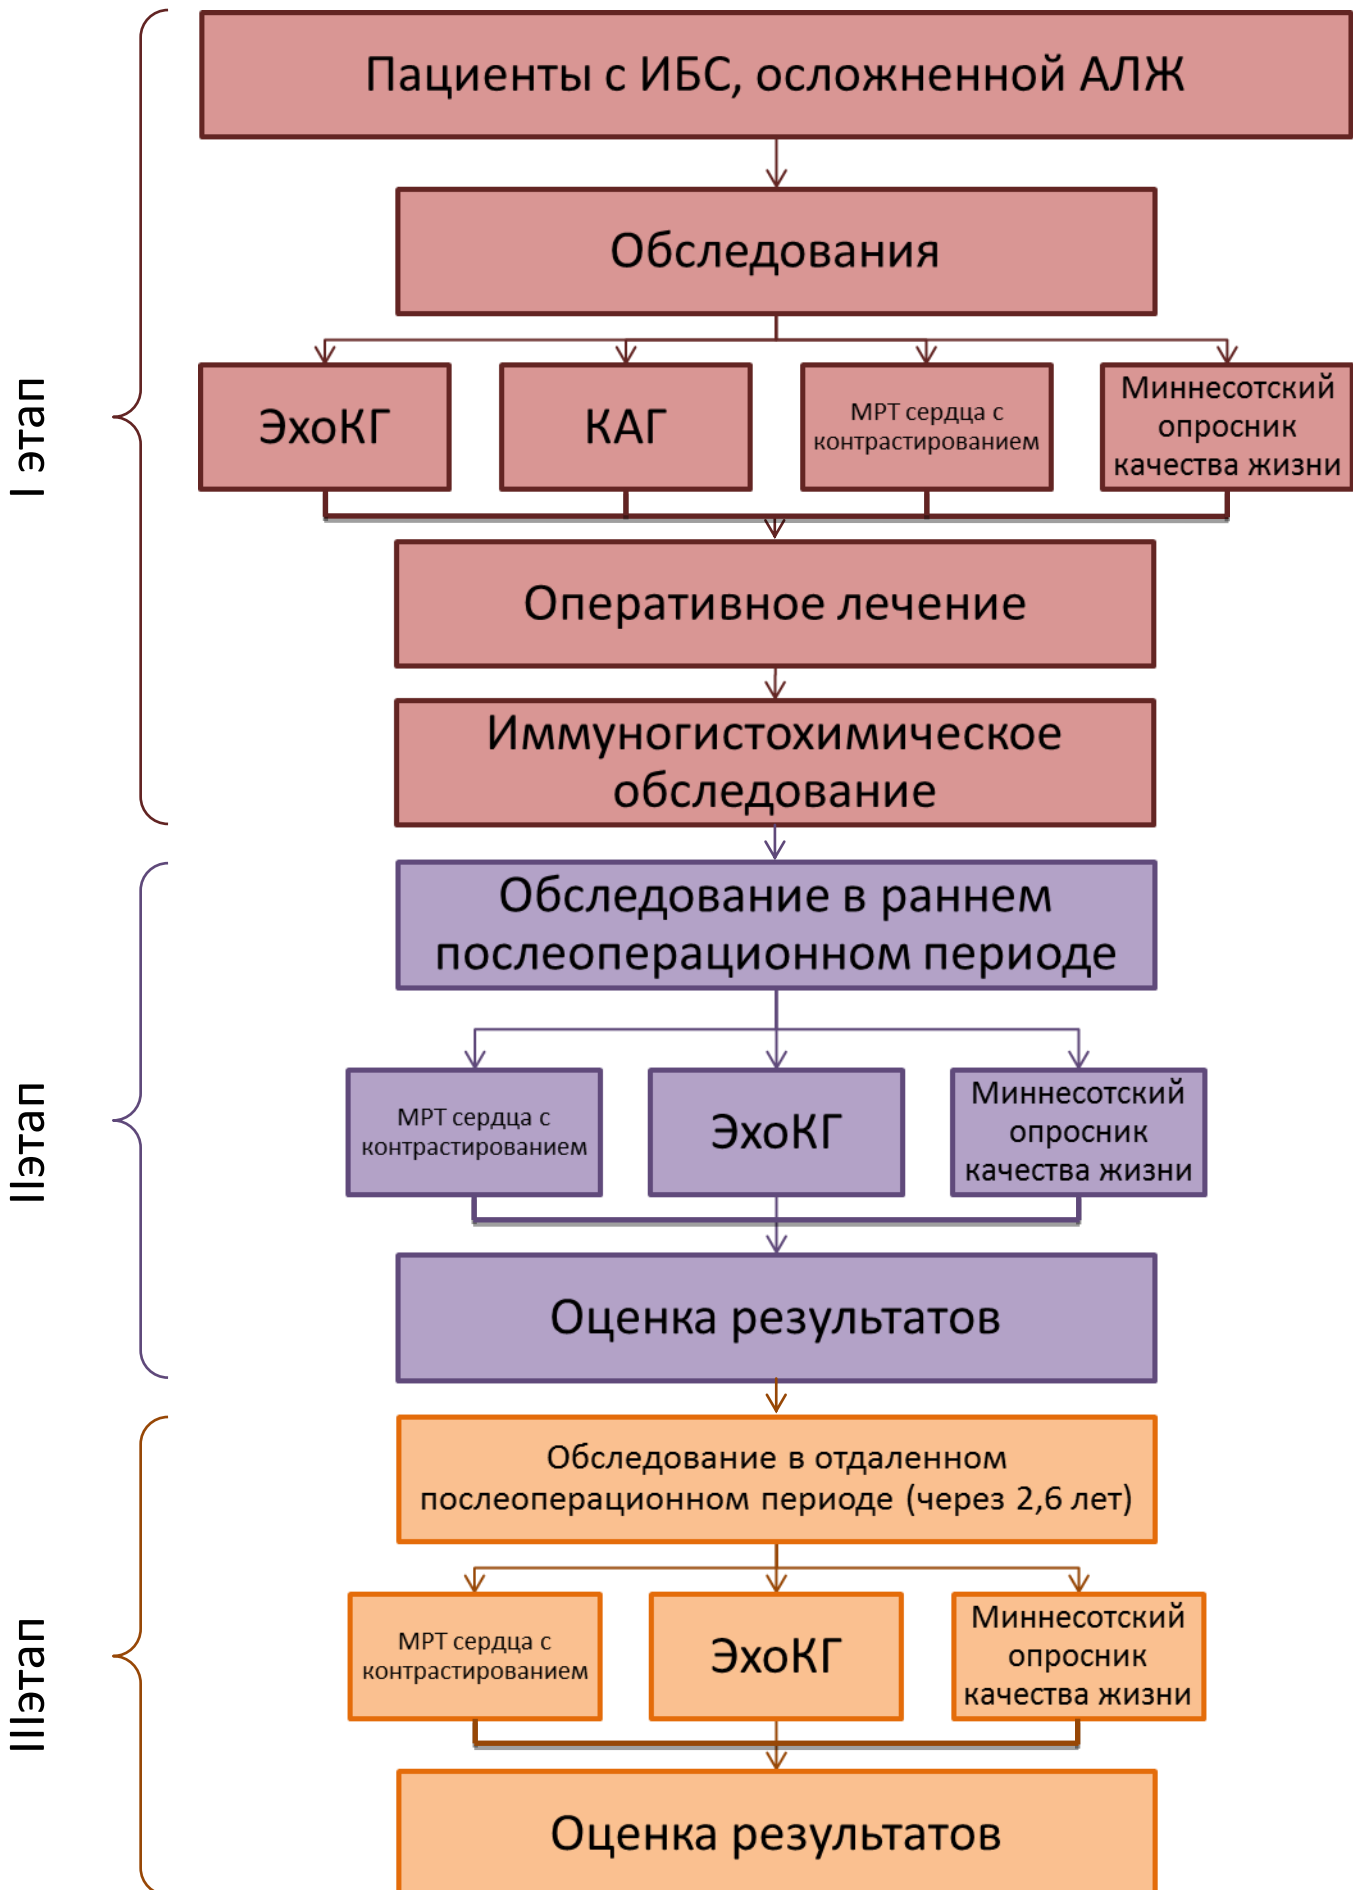 I этап
Пациенты с ИБС, осложненной АЛЖ
Обследования
ЭхоКГ
КАГ
МРТ сердца с
контрастированием
Миннесотский
опросник
качества жизни
Оперативное лечение
Иммуногистохимическое
обследование
IIэтап
Обследование в раннем
послеоперационном периоде
МРТ сердца с
контрастированием
ЭхоКГ
Миннесотский
опросник
качества жизни
Оценка результатов
IIIэтап
Обследование в отдаленном
послеоперационном периоде (через 2,6 лет)
МРТ сердца с
контрастированием
ЭхоКГ
Миннесотский
опросник
качества жизни
Оценка результатов